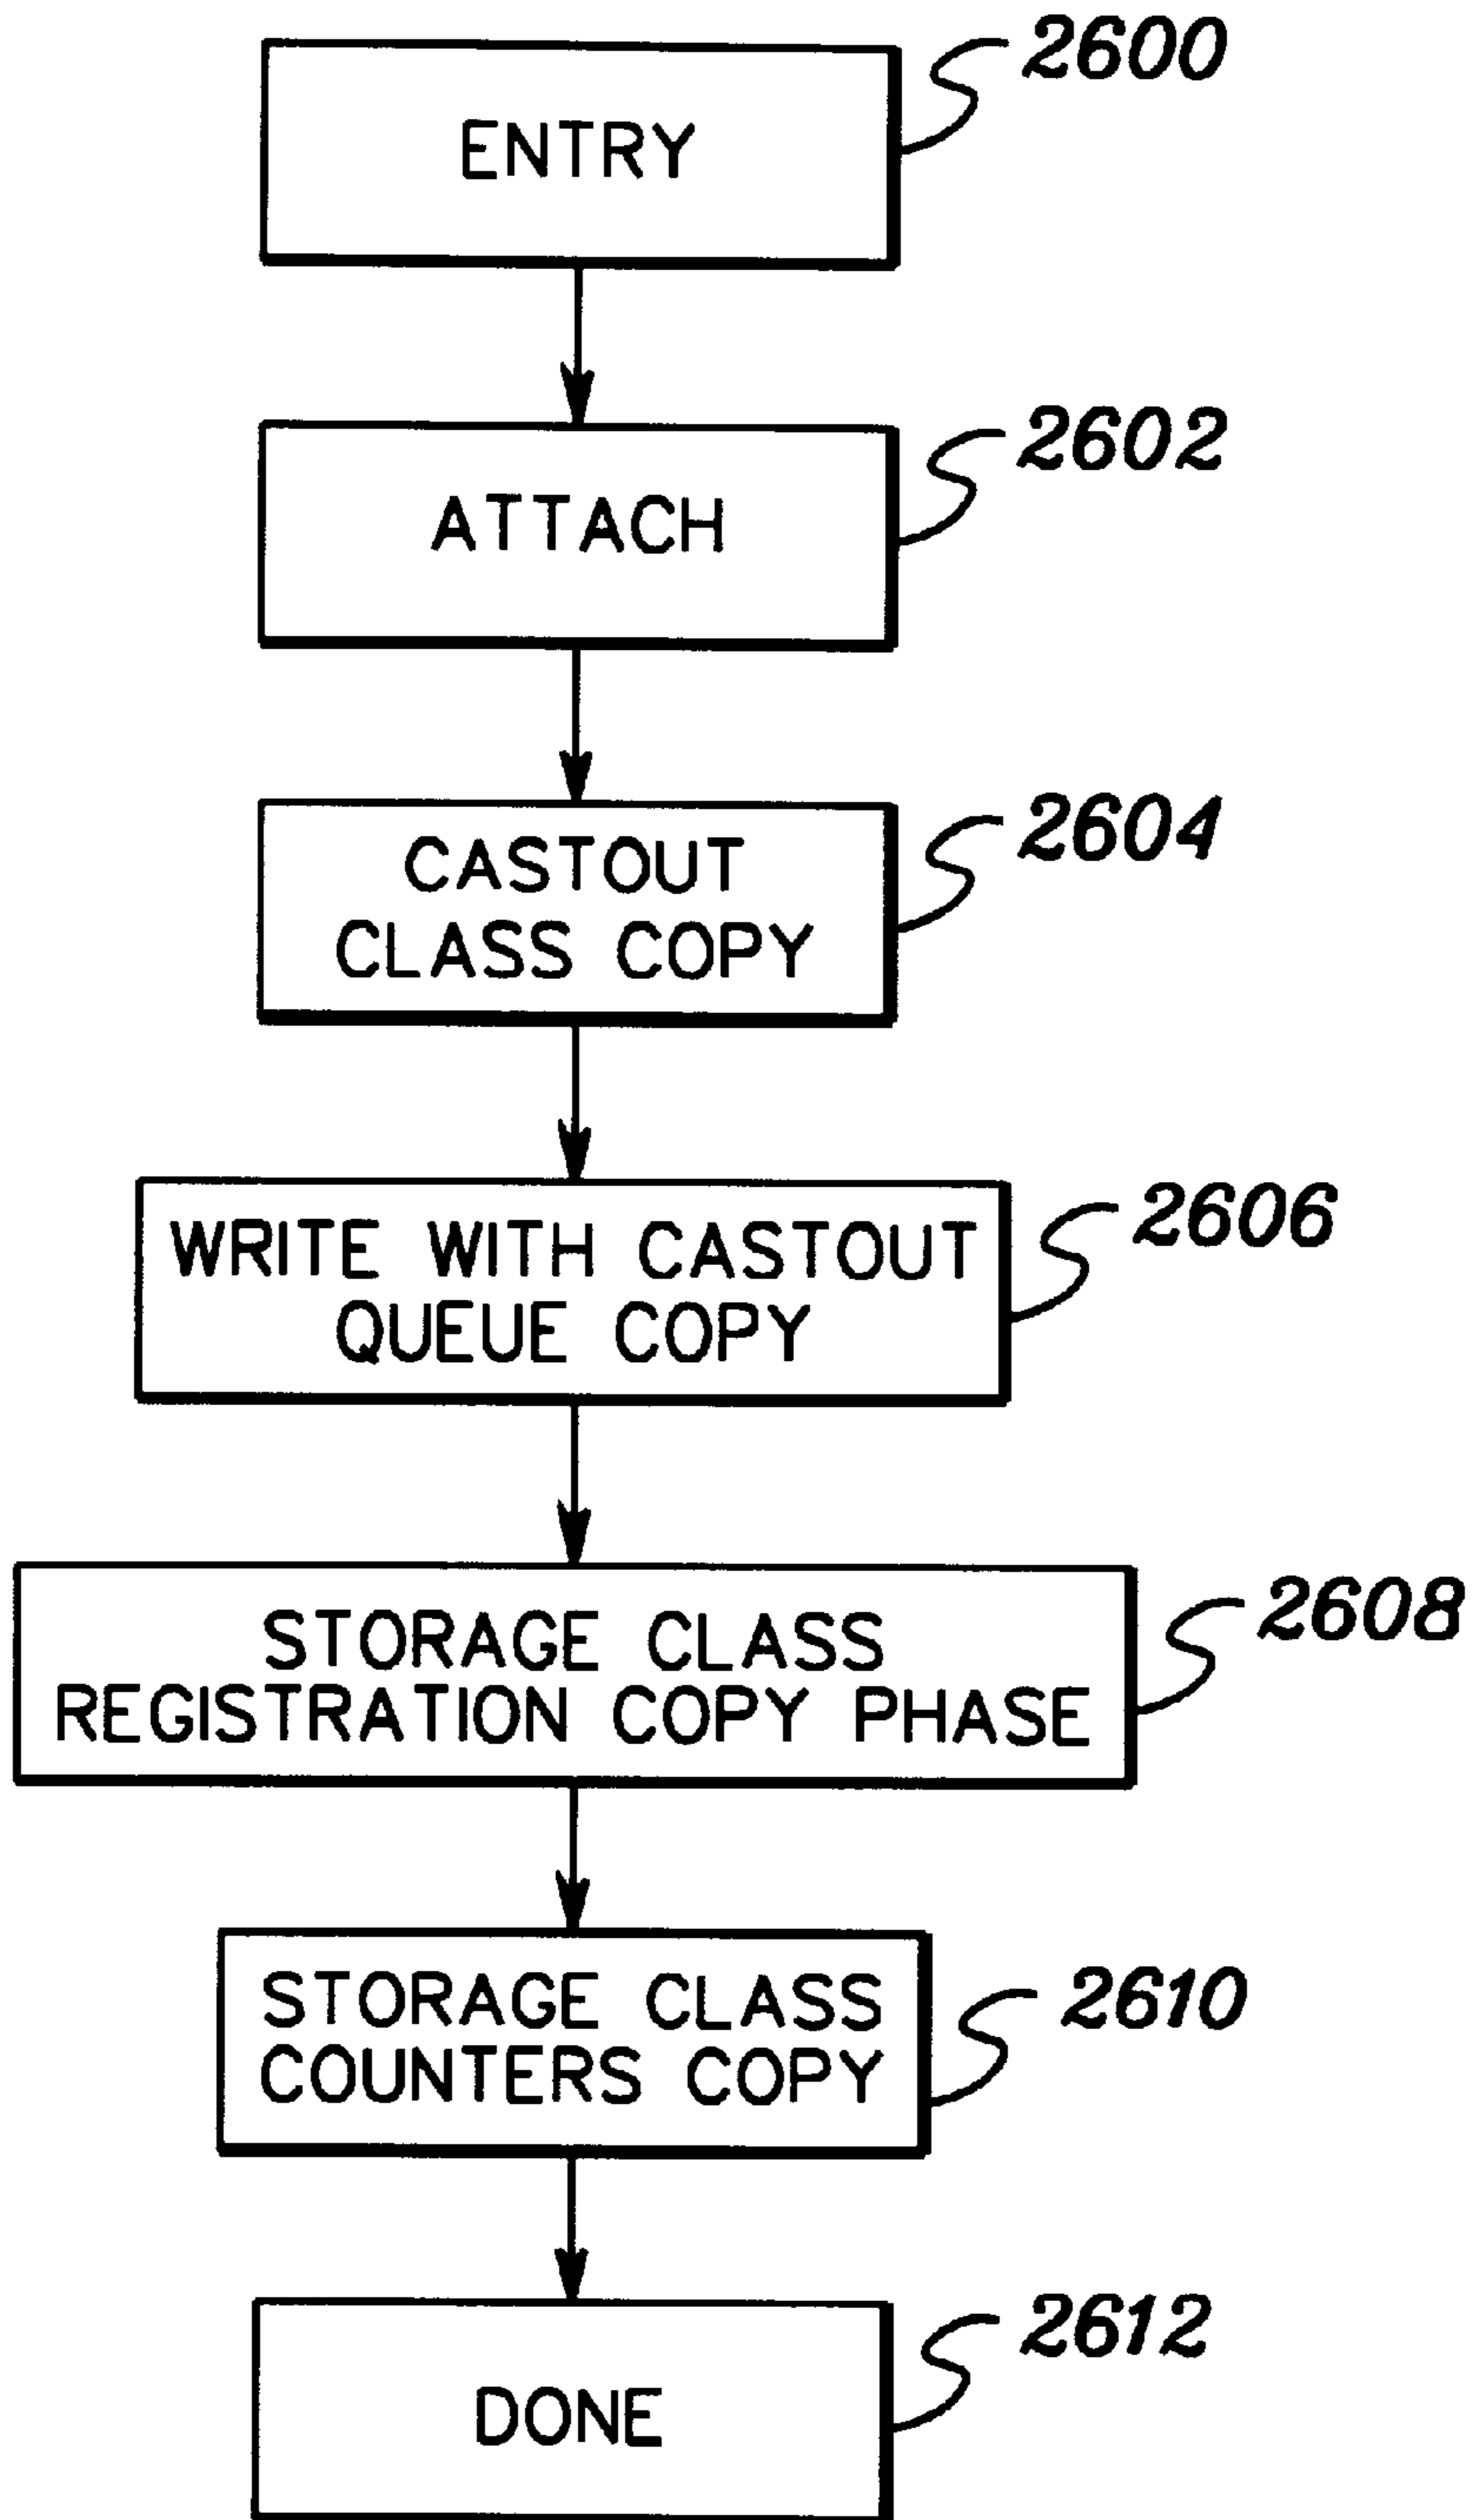 2600
ENTRY
2602
ATTACH
2604
CASTOUT
CLASS COPY
2606
WRITE WITH CASTOUT
QUEUE COPY
2608
STORAGE CLASS
REGISTRATION COPY PHASE
2610
STORAGE CLASS
COUNTERS COPY
2612
DONE